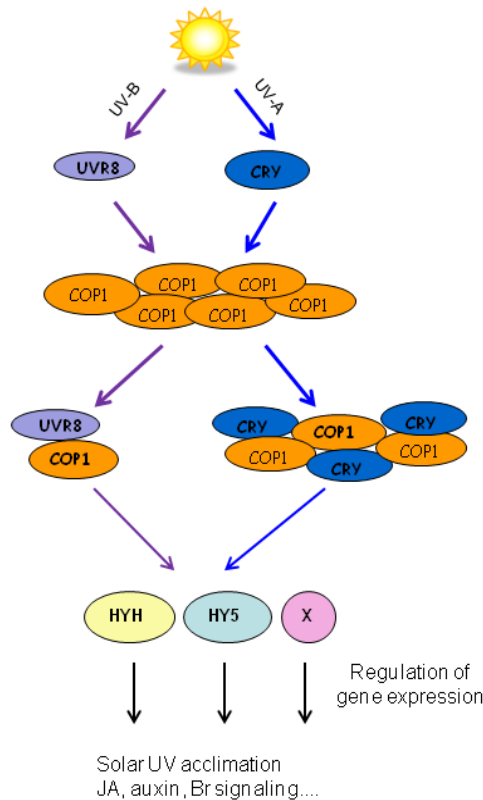 UV-B
UV-A
UVR8
CRY
COP1
COP1
COP1
COP1
COP1
COP1
UVR8
COP1
CRY
COP1
CRY
COP1
CRY
COP1
HYH
HY5
X
Regulation of
gene expression
Solar UV acclimation
JA, auxin, Br signaling....